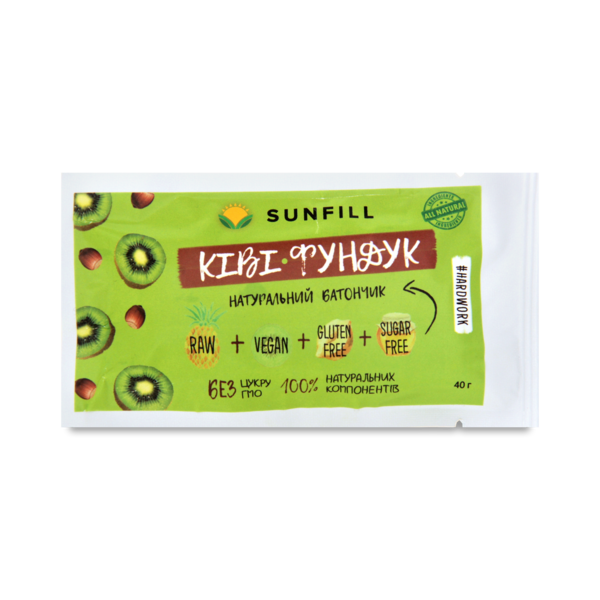 SUNFILL
ALL NATURAL
КІВІ·ФУНДУК
НАТУРАЛЬНИЙ БАТОНЧИК
#HARDWORK
RAW + VEGAN + GLUTEN FREE + SUGAR FREE
БЕЗ ЦУКРУ ГМО 100% НАТУРАЛЬНИХ КОМПОНЕНТІВ
40 г